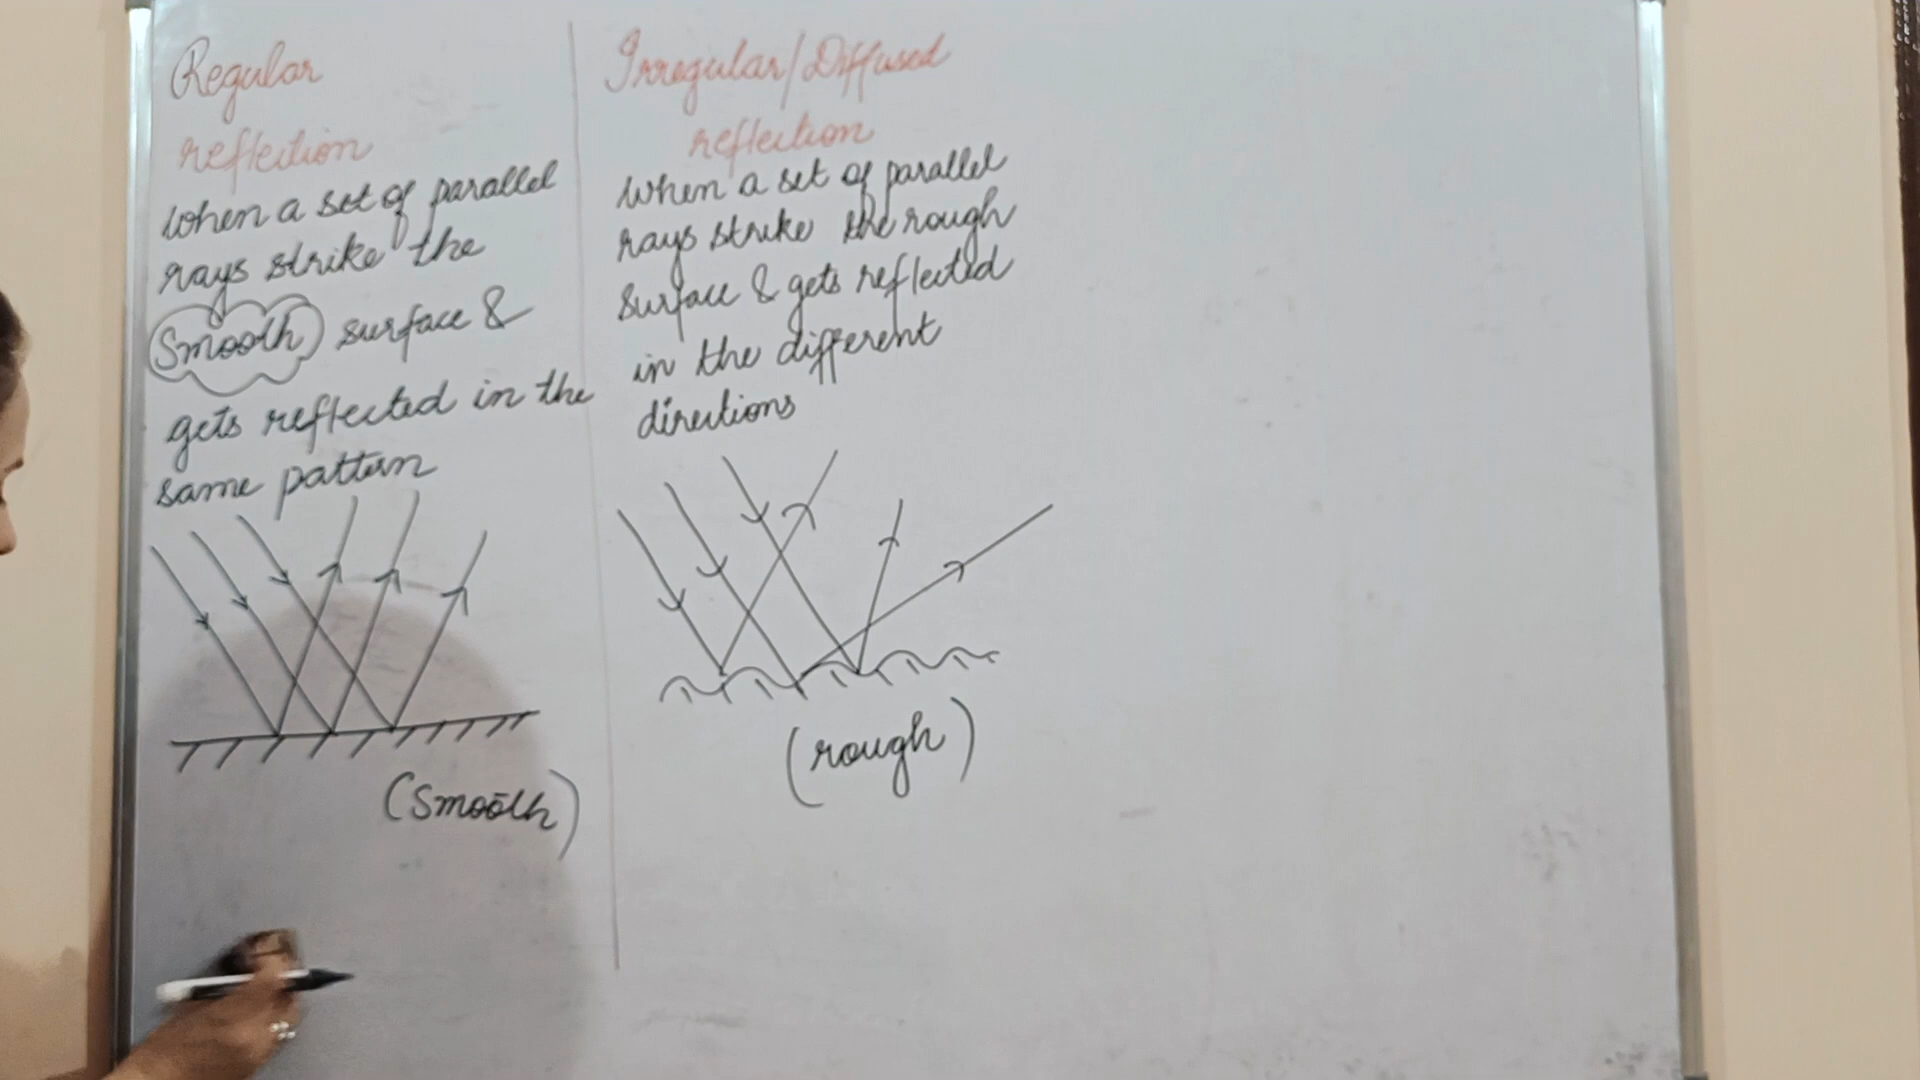 Regular
reflection
When a set of parallel
rays strike the
Smooth surface &
gets reflected in the
same pattern
(Smooth)
Irregular/Diffused
reflection
When a set of parallel
rays strike the rough
surface & gets reflected
in the different
directions
(rough)